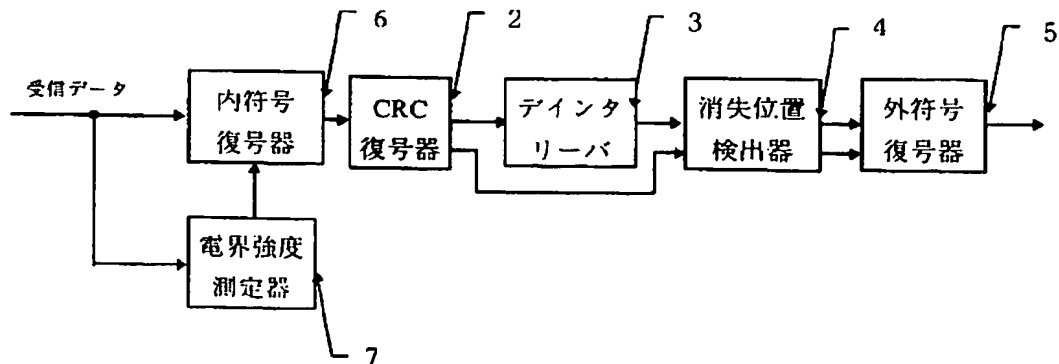 6
2
3
4
5
受信データ
内符号
復号器
CRC
復号器
デインタ
リーバ
消失位置
検出器
外符号
復号器
電界強度
測定器
7